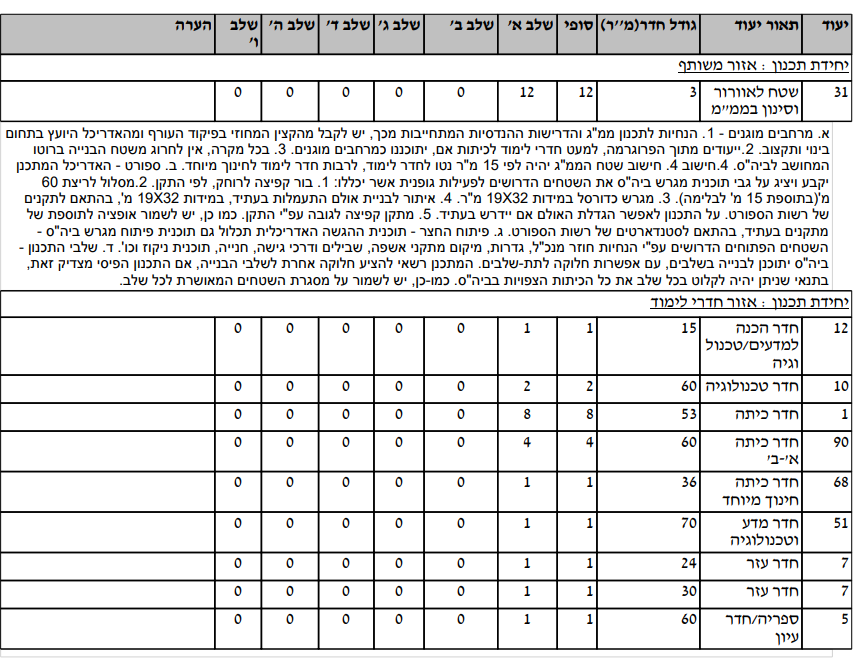 יעוד תאור יעוד גודל חדר(מ''ר) סופי שלב א' שלב ב' שלב ג' שלב ד' שלב ה' שלב ו' הערה
יחידת תכנון : אזור משותף
31 שטח לאוורור וסינון בממ"מ 3 12 12 0 0 0 0 0
א. מרחבים מוגנים - 1. הנחיות לתכנון ממ"ג והדרישות ההנדסיות המתחייבות מכך, יש לקבל מהקצין המחוזי בפיקוד העורף ומהאדריכל היועץ בתחום
בינוי ותקצוב. 2.ייעודים מתוך הפרוגרמה, למעט חדרי לימוד לכיתות אם, יתוכננו כמרחבים מוגנים. 3. בכל מקרה, אין לחרוג משטח הבנייה ברוטו
המחושב לביה"ס. 4.חישוב 4. חישוב שטח הממ"ג יהיה לפי 15 מ"ר נטו לחדר לימוד, לרבות חדר לימוד לחינוך מיוחד. ב. ספורט - האדריכל המתכנן
יקבע ויציג על גבי תוכנית מגרש ביה"ס את השטחים הדרושים לפעילות גופנית אשר יכללו: 1. בור קפיצה לרוחק, לפי התקן. 2.מסלול לריצת 60
מ'(בתוספת 15 מ' לבלימה). 3. מגרש כדורסל במידות 19X32 מ"ר. 4. איתור לבניית אולם התעמלות בעתיד, במידות 19X32 מ', בהתאם לתקנים
של רשות הספורט. על התכנון לאפשר הגדלת האולם אם יידרש בעתיד. 5. מתקן קפיצה לגובה עפ"י התקן. כמו כן, יש לשמור אופציה לתוספת של
מתקנים בעתיד, בהתאם לסטנדארטים של רשות הספורט. ג. פיתוח החצר - תוכנית ההגשה האדריכלית תכלול גם תוכנית פיתוח מגרש ביה"ס -
השטחים הפתוחים הדרושים עפ"י הנחיות חוזר מנכ"ל, גדרות, מיקום מתקני אשפה, שבילים ודרכי גישה, חנייה, תוכנית ניקוז וכו'. ד. שלבי התכנון -
ביה"ס יתוכנן לבנייה בשלבים, עם אפשרות חלוקה לתת-שלבים. המתכנן רשאי להציע חלוקה אחרת לשלבי הבנייה, אם התכנון הפיסי מצדיק זאת,
בתנאי שניתן יהיה לקלוט בכל שלב את כל הכיתות הצפויות בביה"ס. כמו-כן, יש לשמור על מסגרת השטחים המאושרת לכל שלב.
יחידת תכנון : אזור חדרי לימוד
12 חדר הכנה למדעים/טכנולוגיה 15 1 1 0 0 0 0 0
10 חדר טכנולוגיה 60 2 2 0 0 0 0 0
1 חדר כיתה 53 8 8 0 0 0 0 0
90 חדר כיתה א'-ב' 60 4 4 0 0 0 0 0
68 חדר כיתה חינוך מיוחד 36 1 1 0 0 0 0 0
51 חדר מדע וטכנולוגיה 70 1 1 0 0 0 0 0
7 חדר עזר 24 1 1 0 0 0 0 0
7 חדר עזר 30 1 1 0 0 0 0 0
5 ספריה/חדר עיון 60 1 1 0 0 0 0 0